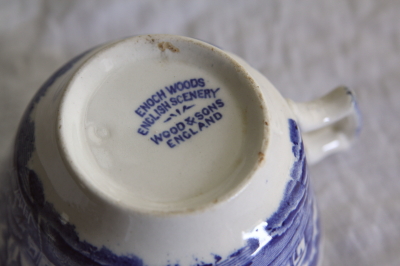 ENOCH WOODS
ENGLISH SCENERY
WOOD & SONS
ENGLAND